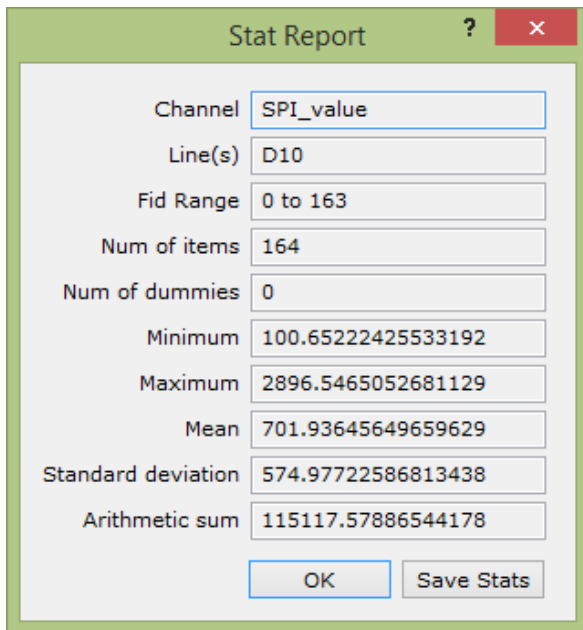 Stat Report ? ×
Channel SPI_value
Line(s) D10
Fid Range 0 to 163
Num of items 164
Num of dummies 0
Minimum 100.65222425533192
Maximum 2896.5465052681129
Mean 701.93645649659629
Standard deviation 574.97722586813438
Arithmetic sum 115117.57886544178
OK Save Stats